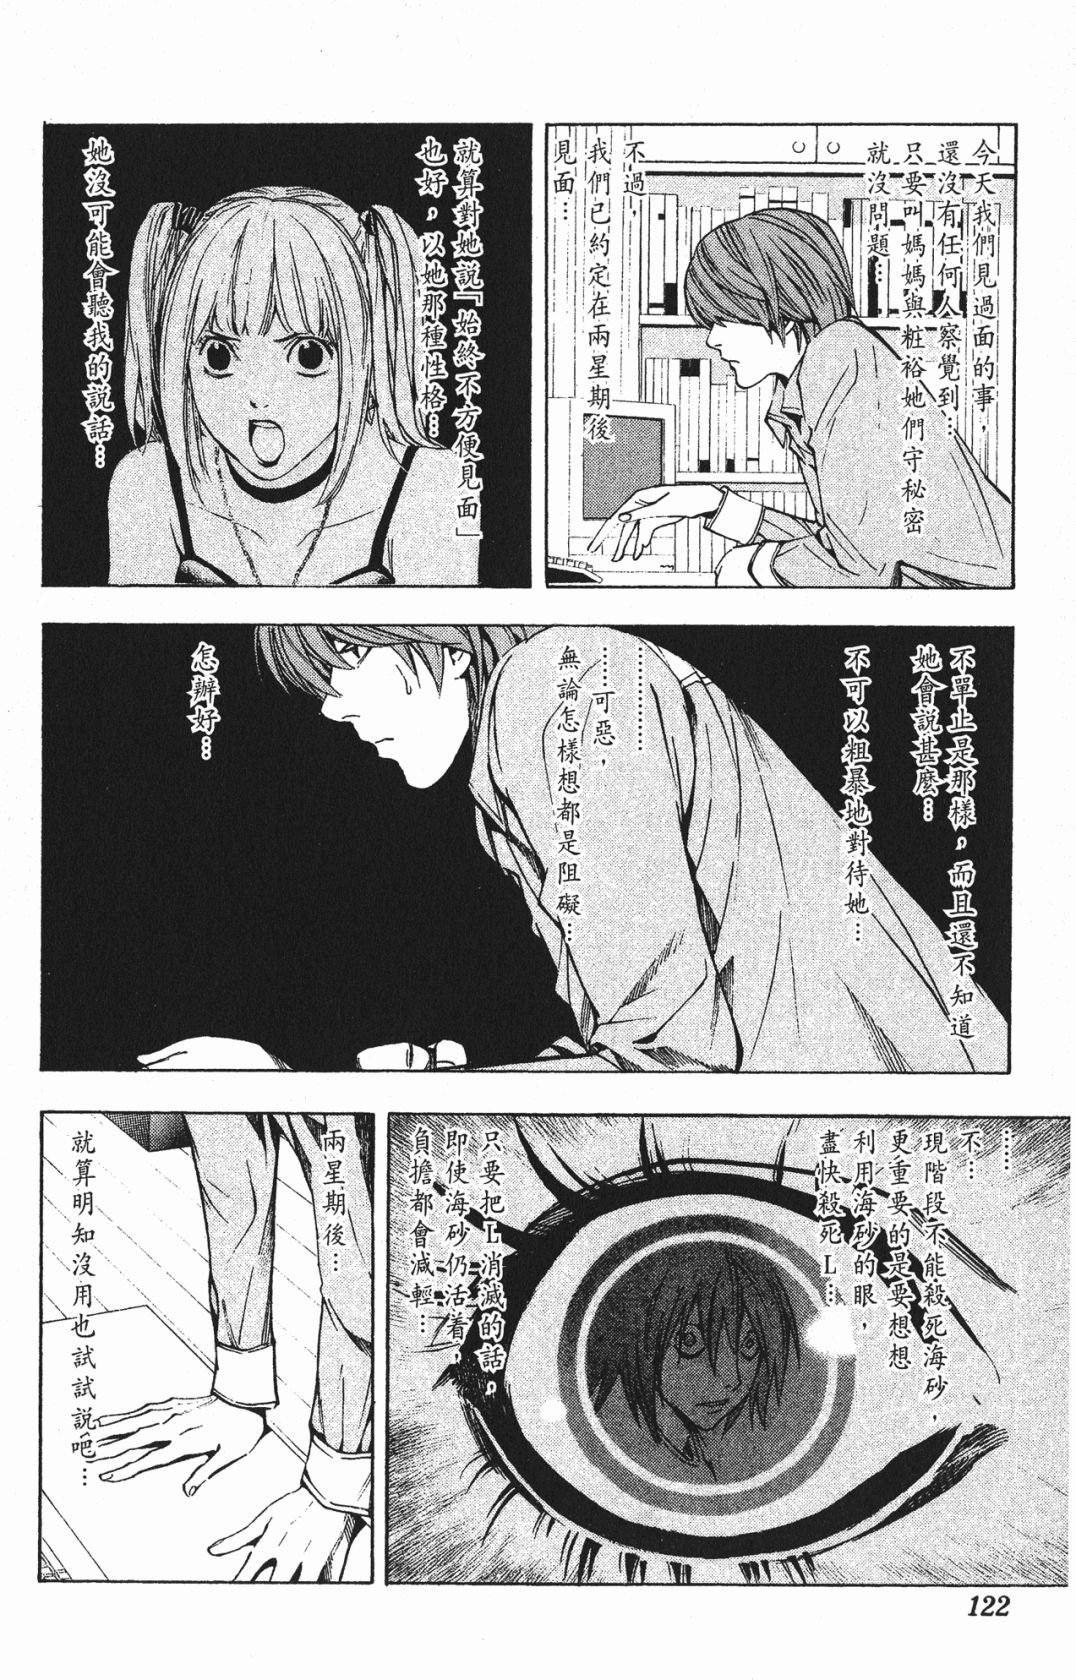 今天我們見過面的事，
還沒有任何人察覺到…
只要叫媽媽與粧裕她們守秘密
就沒問題…
不過，
我們已約定在兩星期後
見面…
就算對她說「始終不方便見面」
也好，以她那種性格…
她沒可能會聽我的說話…
不單止是那樣，而且還不知道
她會說甚麼…
不可以粗暴地對待她…
…………
……可惡，
無論怎樣想都是阻礙…
怎辦好…
……
不…
現階段不能殺死海砂，
更重要的是要想想
利用海砂的眼，
盡快殺死L…
只要把L消滅的話，
即使海砂仍活着，
負擔都會減輕…
兩星期後…
就算明知沒用也試試說吧…
122